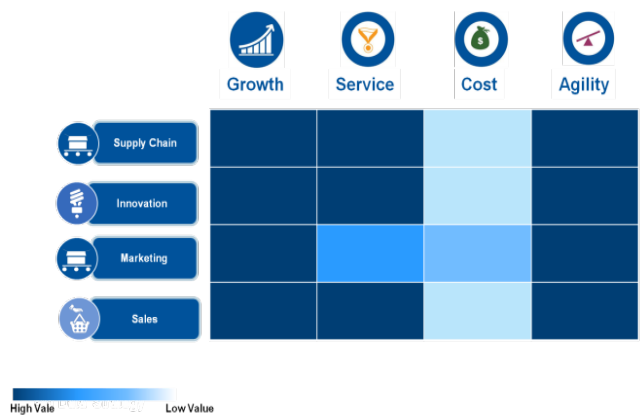 Growth Service Cost Agility
$
Supply Chain
Innovation
Marketing
Sales
High Vale Low Value